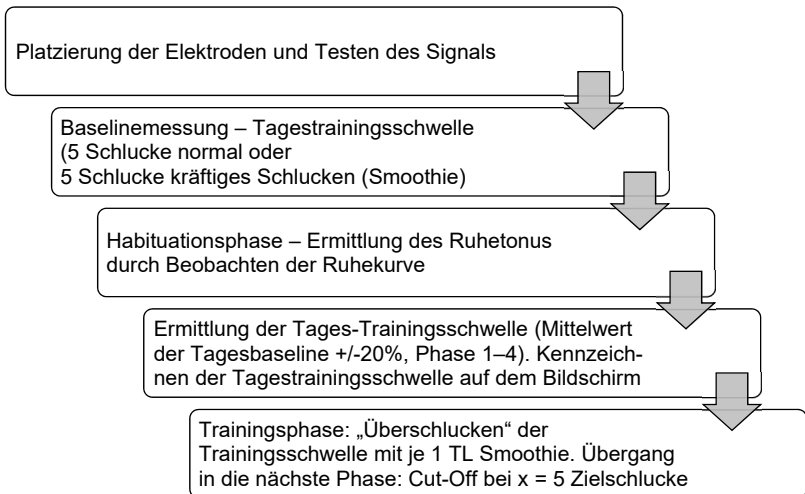 Platzierung der Elektroden und Testen des Signals
Baselinemessung – Tagestrainingsschwelle
(5 Schlucke normal oder
5 Schlucke kräftiges Schlucken (Smoothie)
Habituationsphase – Ermittlung des Ruhetonus
durch Beobachten der Ruhekurve
Ermittlung der Tages-Trainingsschwelle (Mittelwert
der Tagesbaseline +/-20%, Phase 1–4). Kennzeich-
nen der Tagestrainingsschwelle auf dem Bildschirm
Trainingsphase: „Überschlucken“ der
Trainingsschwelle mit je 1 TL Smoothie. Übergang
in die nächste Phase: Cut-Off bei x = 5 Zielschlucke